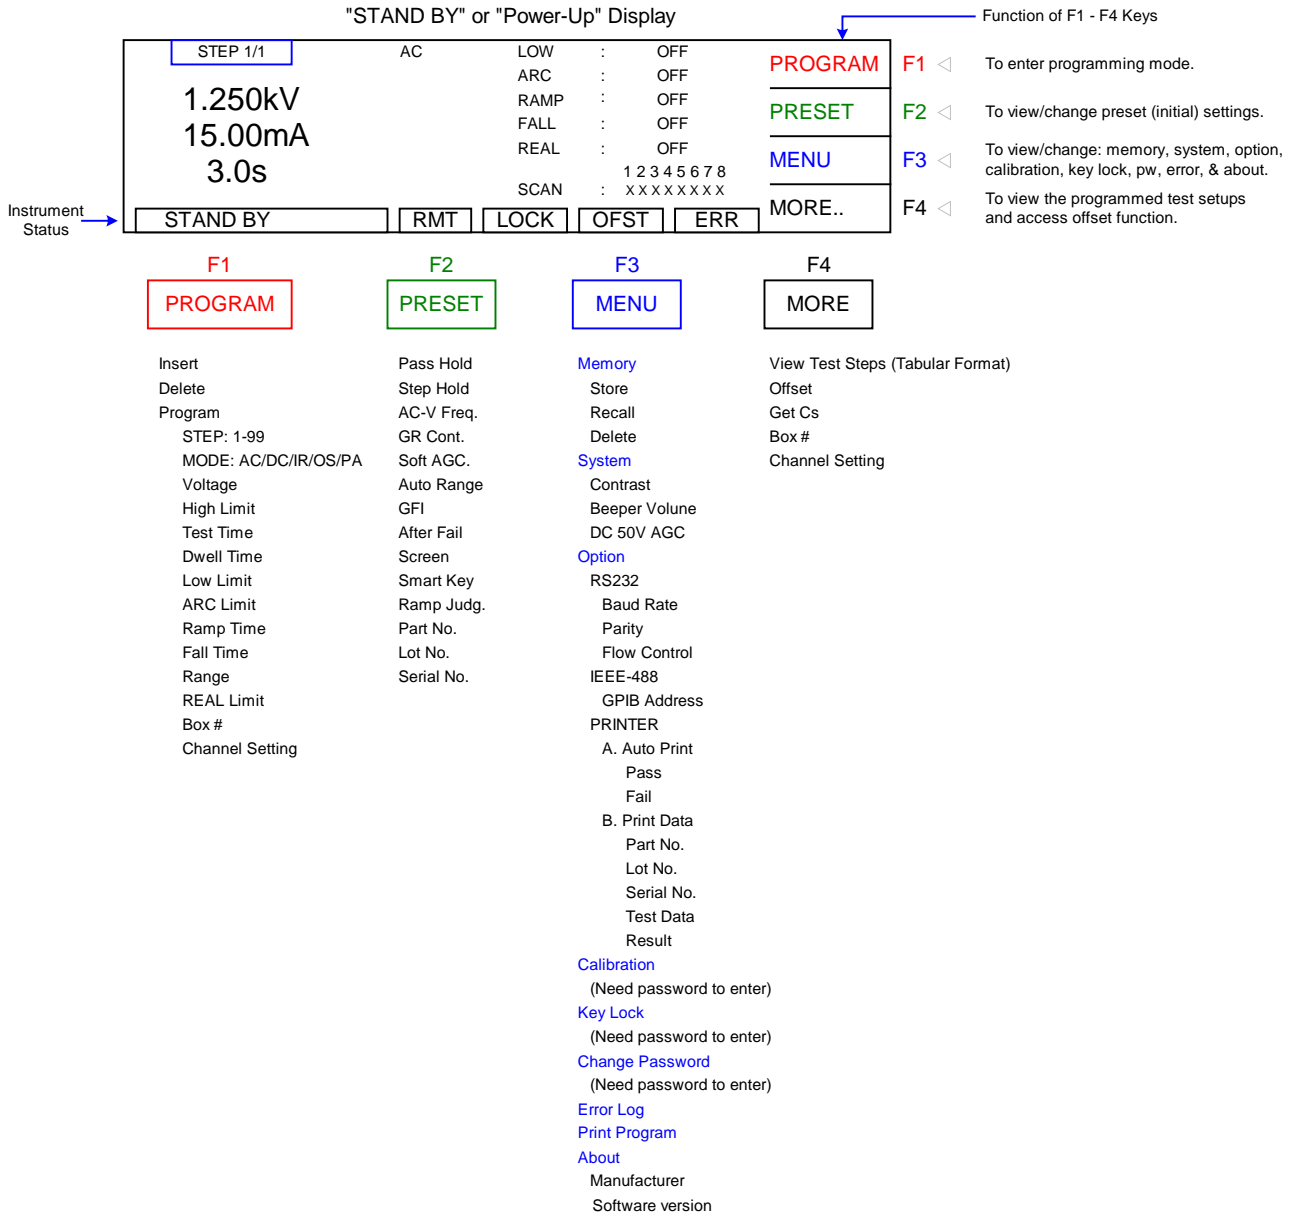 "STAND BY" or "Power-Up" Display
Function of F1 - F4 Keys
STEP 1/1
AC
LOW : OFF
ARC : OFF
RAMP : OFF
FALL : OFF
REAL : OFF
1 2 3 4 5 6 7 8
SCAN : X X X X X X X X
1.250kV
15.00mA
3.0s
PROGRAM F1 To enter programming mode.
PRESET F2 To view/change preset (initial) settings.
MENU F3 To view/change: memory, system, option,
calibration, key lock, pw, error, & about.
MORE.. F4 To view the programmed test setups
and access offset function.
Instrument
Status
STAND BY RMT LOCK OFST ERR
F1
PROGRAM
Insert
Delete
Program
STEP: 1-99
MODE: AC/DC/IR/OS/PA
Voltage
High Limit
Test Time
Dwell Time
Low Limit
ARC Limit
Ramp Time
Fall Time
Range
REAL Limit
Box #
Channel Setting
F2
PRESET
Pass Hold
Step Hold
AC-V Freq.
GR Cont.
Soft AGC.
Auto Range
GFI
After Fail
Screen
Smart Key
Ramp Judg.
Part No.
Lot No.
Serial No.
F3
MENU
Memory
Store
Recall
Delete
System
Contrast
Beeper Volune
DC 50V AGC
Option
RS232
Baud Rate
Parity
Flow Control
IEEE-488
GPIB Address
PRINTER
A. Auto Print
Pass
Fail
B. Print Data
Part No.
Lot No.
Serial No.
Test Data
Result
Calibration
(Need password to enter)
Key Lock
(Need password to enter)
Change Password
(Need password to enter)
Error Log
Print Program
About
Manufacturer
Software version
F4
MORE
View Test Steps (Tabular Format)
Offset
Get Cs
Box #
Channel Setting